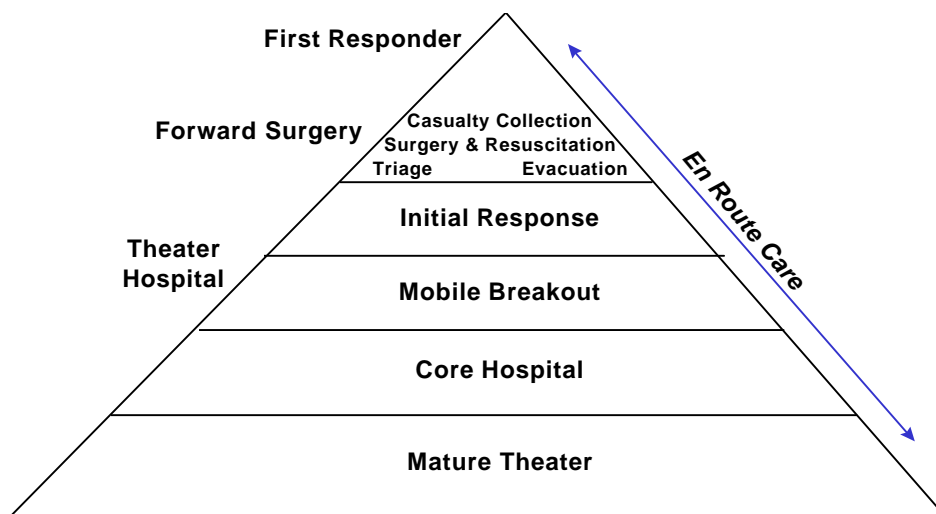 First Responder
Forward Surgery
Casualty Collection
Surgery & Resuscitation
Triage Evacuation
En Route Care
Initial Response
Theater
Hospital
Mobile Breakout
Core Hospital
Mature Theater